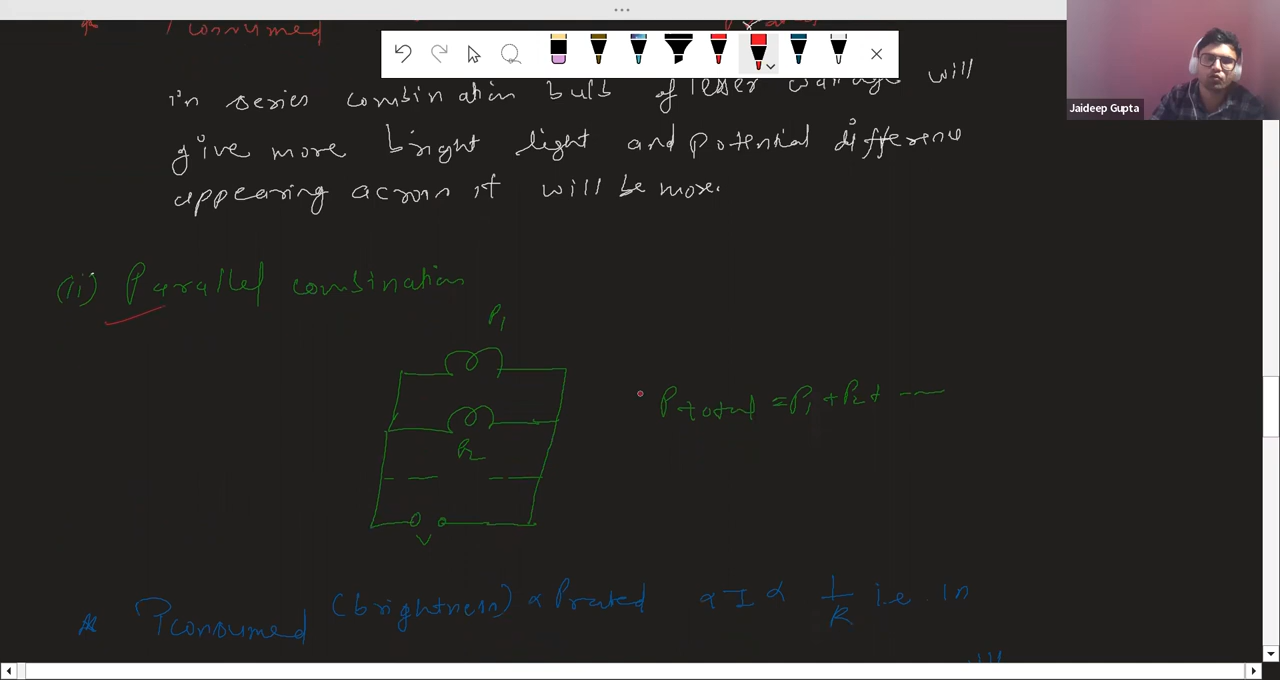 Pconsumed
in series combination bulb of lesser wattage will
give more bright light and potential difference
appearing across it will be more.
Jaideep Gupta
(ii) Parallel combination
P1
P2
V
Ptotal = P1 + P2 + ----
* Pconsumed (brightness) ∝ Prated ∝ I ∝ 1/R i.e. in